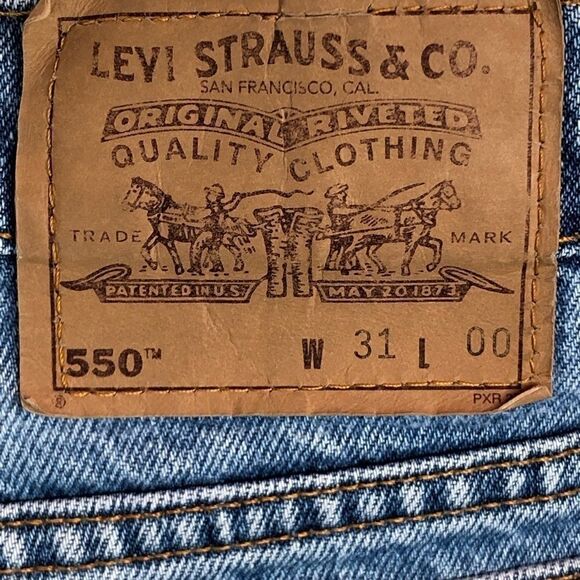 LEVI STRAUSS & CO.
SAN FRANCISCO, CAL.
ORIGINAL RIVETED
QUALITY CLOTHING
TRADE MARK
PATENTED IN U.S. MAY 20 1873
550™ W 31 L 00
® PXR